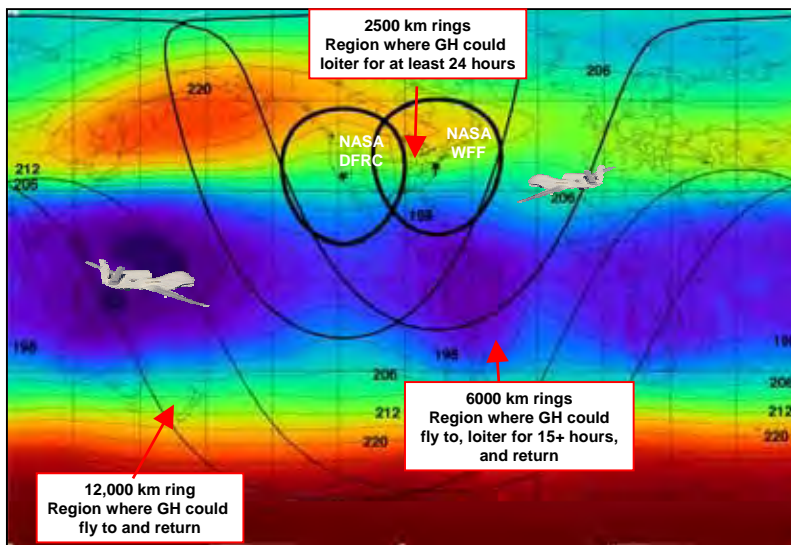 2500 km rings
Region where GH could
loiter for at least 24 hours
206
220
NASA
DFRC
NASA
WFF
212
206
206
198
198
198
198
206
206
212
212
220
220
6000 km rings
Region where GH could
fly to, loiter for 15+ hours,
and return
12,000 km ring
Region where GH could
fly to and return